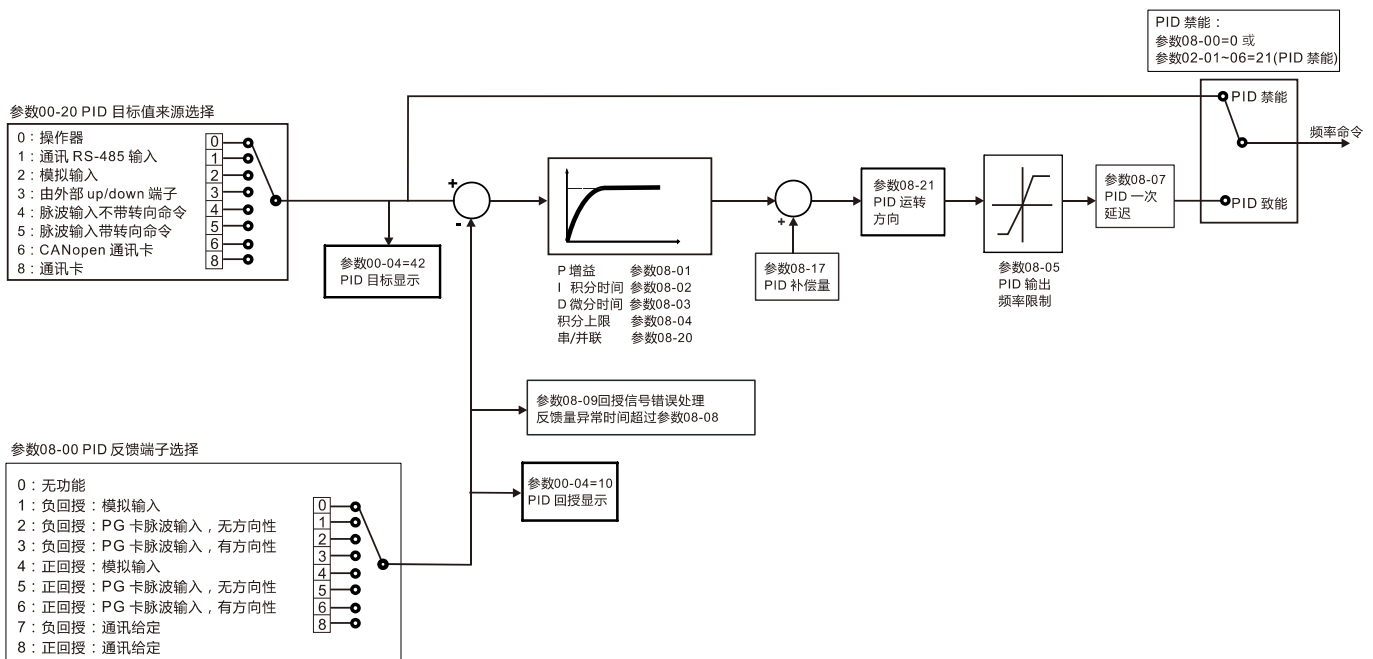 PID 禁能：
参数08-00=0 或
参数02-01~06=21(PID 禁能)
参数00-20 PID 目标值来源选择
0：操作器
1：通讯 RS-485 输入
2：模拟输入
3：由外部 up/down 端子
4：脉波输入不带转向命令
5：脉波输入带转向命令
6：CANopen 通讯卡
8：通讯卡
0
1
2
3
4
5
6
8
参数00-04=42
PID 目标显示
+
-
P 增益 参数08-01
I 积分时间 参数08-02
D 微分时间 参数08-03
积分上限 参数08-04
串/并联 参数08-20
+
参数08-17
PID 补偿量
参数08-21
PID 运转
方向
参数08-05
PID 输出
频率限制
参数08-07
PID 一次
延迟
PID 禁能
PID 致能
频率命令
参数08-09回授信号错误处理
反馈量异常时间超过参数08-08
参数00-04=10
PID 回授显示
参数08-00 PID 反馈端子选择
0：无功能
1：负回授：模拟输入
2：负回授：PG 卡脉波输入，无方向性
3：负回授：PG 卡脉波输入，有方向性
4：正回授：模拟输入
5：正回授：PG 卡脉波输入，无方向性
6：正回授：PG 卡脉波输入，有方向性
7：负回授：通讯给定
8：正回授：通讯给定
0
1
2
3
4
5
6
8